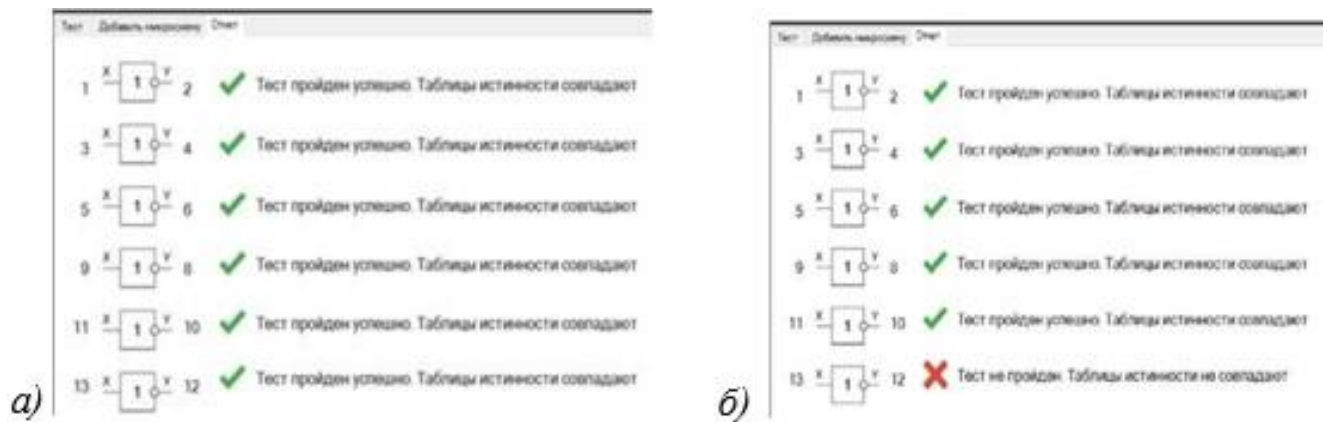 Тест Добавить микросхему Отчет
X 1 Y
1 2 Тест пройден успешно. Таблицы истинности совпадают
X 1 Y
3 4 Тест пройден успешно. Таблицы истинности совпадают
X 1 Y
5 6 Тест пройден успешно. Таблицы истинности совпадают
X 1 Y
9 8 Тест пройден успешно. Таблицы истинности совпадают
X 1 Y
11 10 Тест пройден успешно. Таблицы истинности совпадают
X 1 Y
13 12 Тест пройден успешно. Таблицы истинности совпадают
а)
Тест Добавить микросхему Отчет
X 1 Y
1 2 Тест пройден успешно. Таблицы истинности совпадают
X 1 Y
3 4 Тест пройден успешно. Таблицы истинности совпадают
X 1 Y
5 6 Тест пройден успешно. Таблицы истинности совпадают
X 1 Y
9 8 Тест пройден успешно. Таблицы истинности совпадают
X 1 Y
11 10 Тест пройден успешно. Таблицы истинности совпадают
X 1 Y
13 12 Тест не пройден. Таблицы истинности не совпадают
б)